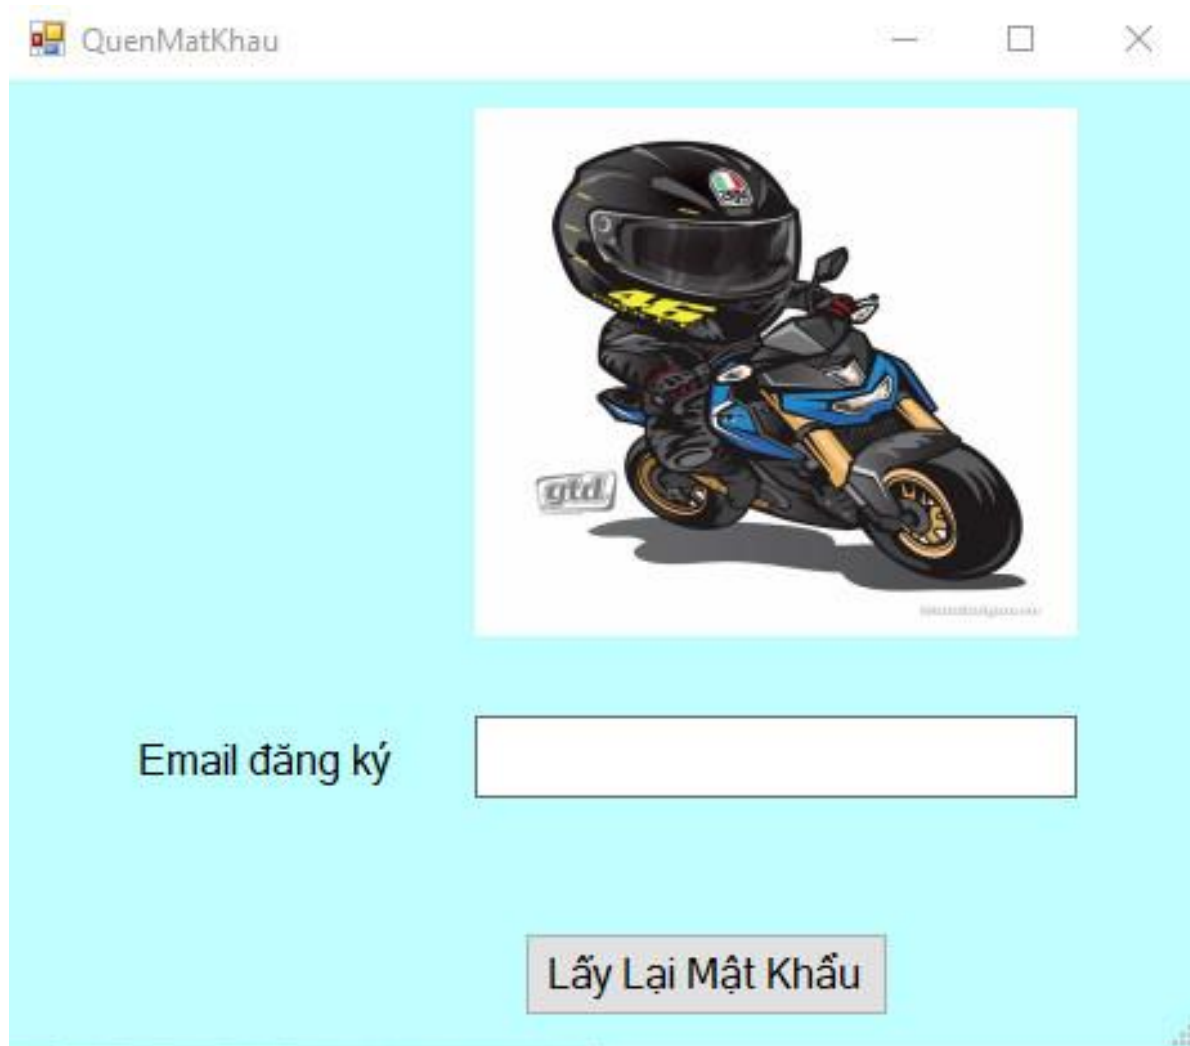 QuenMatKhau
46
gtd.
Email đăng ký
Lấy Lại Mật Khẩu